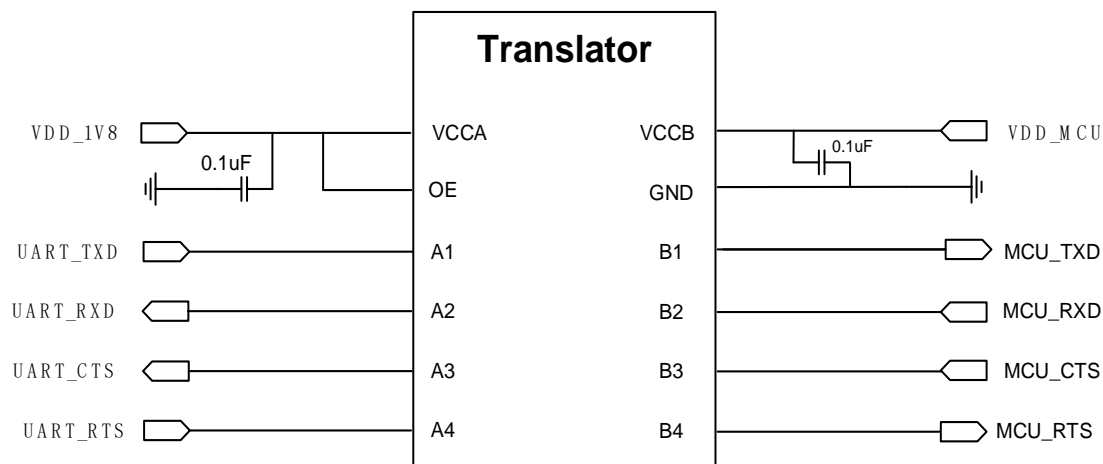 Translator
VDD_1V8 VCCA VCCB VDD_MCU
0.1uF 0.1uF
OE GND
UART_TXD A1 B1 MCU_TXD
UART_RXD A2 B2 MCU_RXD
UART_CTS A3 B3 MCU_CTS
UART_RTS A4 B4 MCU_RTS